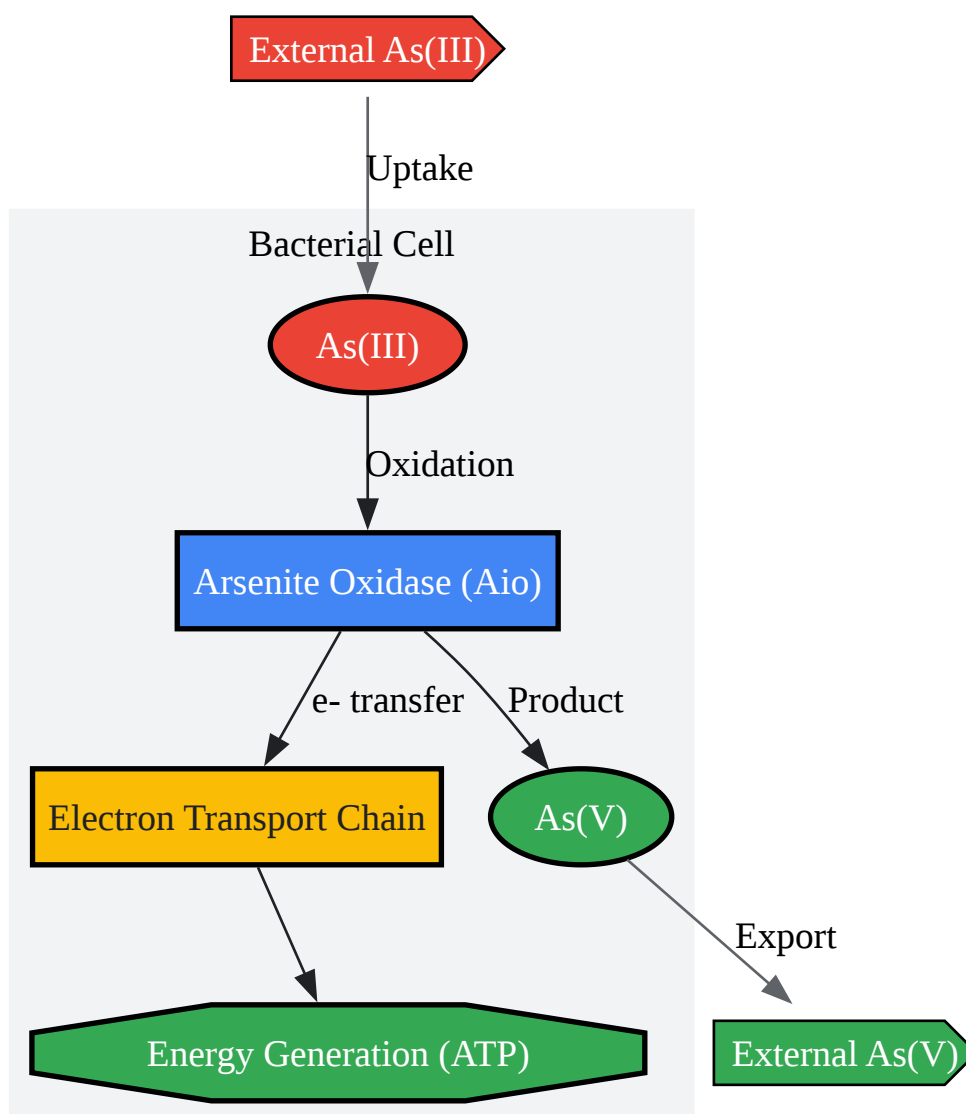 External As(III)
Uptake
Bacterial Cell
As(III)
Oxidation
Arsenite Oxidase (Aio)
e- transfer
Product
Electron Transport Chain
As(V)
Export
Energy Generation (ATP)
External As(V)